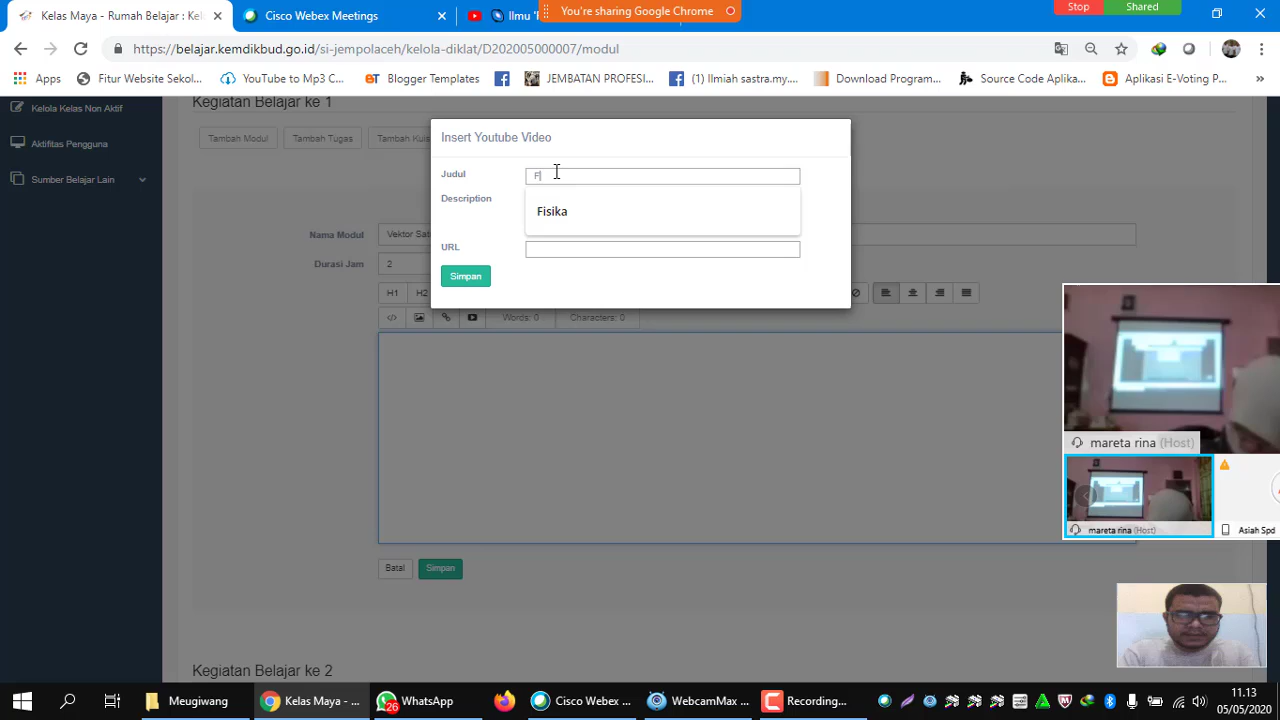 Kelas Maya - Rumah Belajar : Kel
Cisco Webex Meetings
Ilmu '
You're sharing Google Chrome
Stop
Shared
https://belajar.kemdikbud.go.id/si-jempolaceh/kelola-diklat/D202005000007/modul
Apps
Fitur Website Sekol...
YouTube to Mp3 C...
Blogger Templates
JEMBATAN PROFESI...
(1) Ilmiah sastra.my....
Download Program...
Source Code Aplika...
Aplikasi E-Voting P...
»
Kelola Kelas Non Aktif
Aktifitas Pengguna
Sumber Belajar Lain
Kegiatan Belajar ke 1
Tambah Modul
Tambah Tugas
Tambah Kuis
Insert Youtube Video
Judul
F
Description
Fisika
URL
Simpan
Nama Modul
Vektor Sat
Durasi Jam
2
H1
H2
Words: 0
Characters: 0
mareta rina (Host)
mareta rina (Host)
Asiah Spd
Batal
Simpan
Kegiatan Belajar ke 2
Meugiwang
Kelas Maya - ...
26
WhatsApp
Cisco Webex ...
WebcamMax ...
Recording...
11.13
05/05/2020